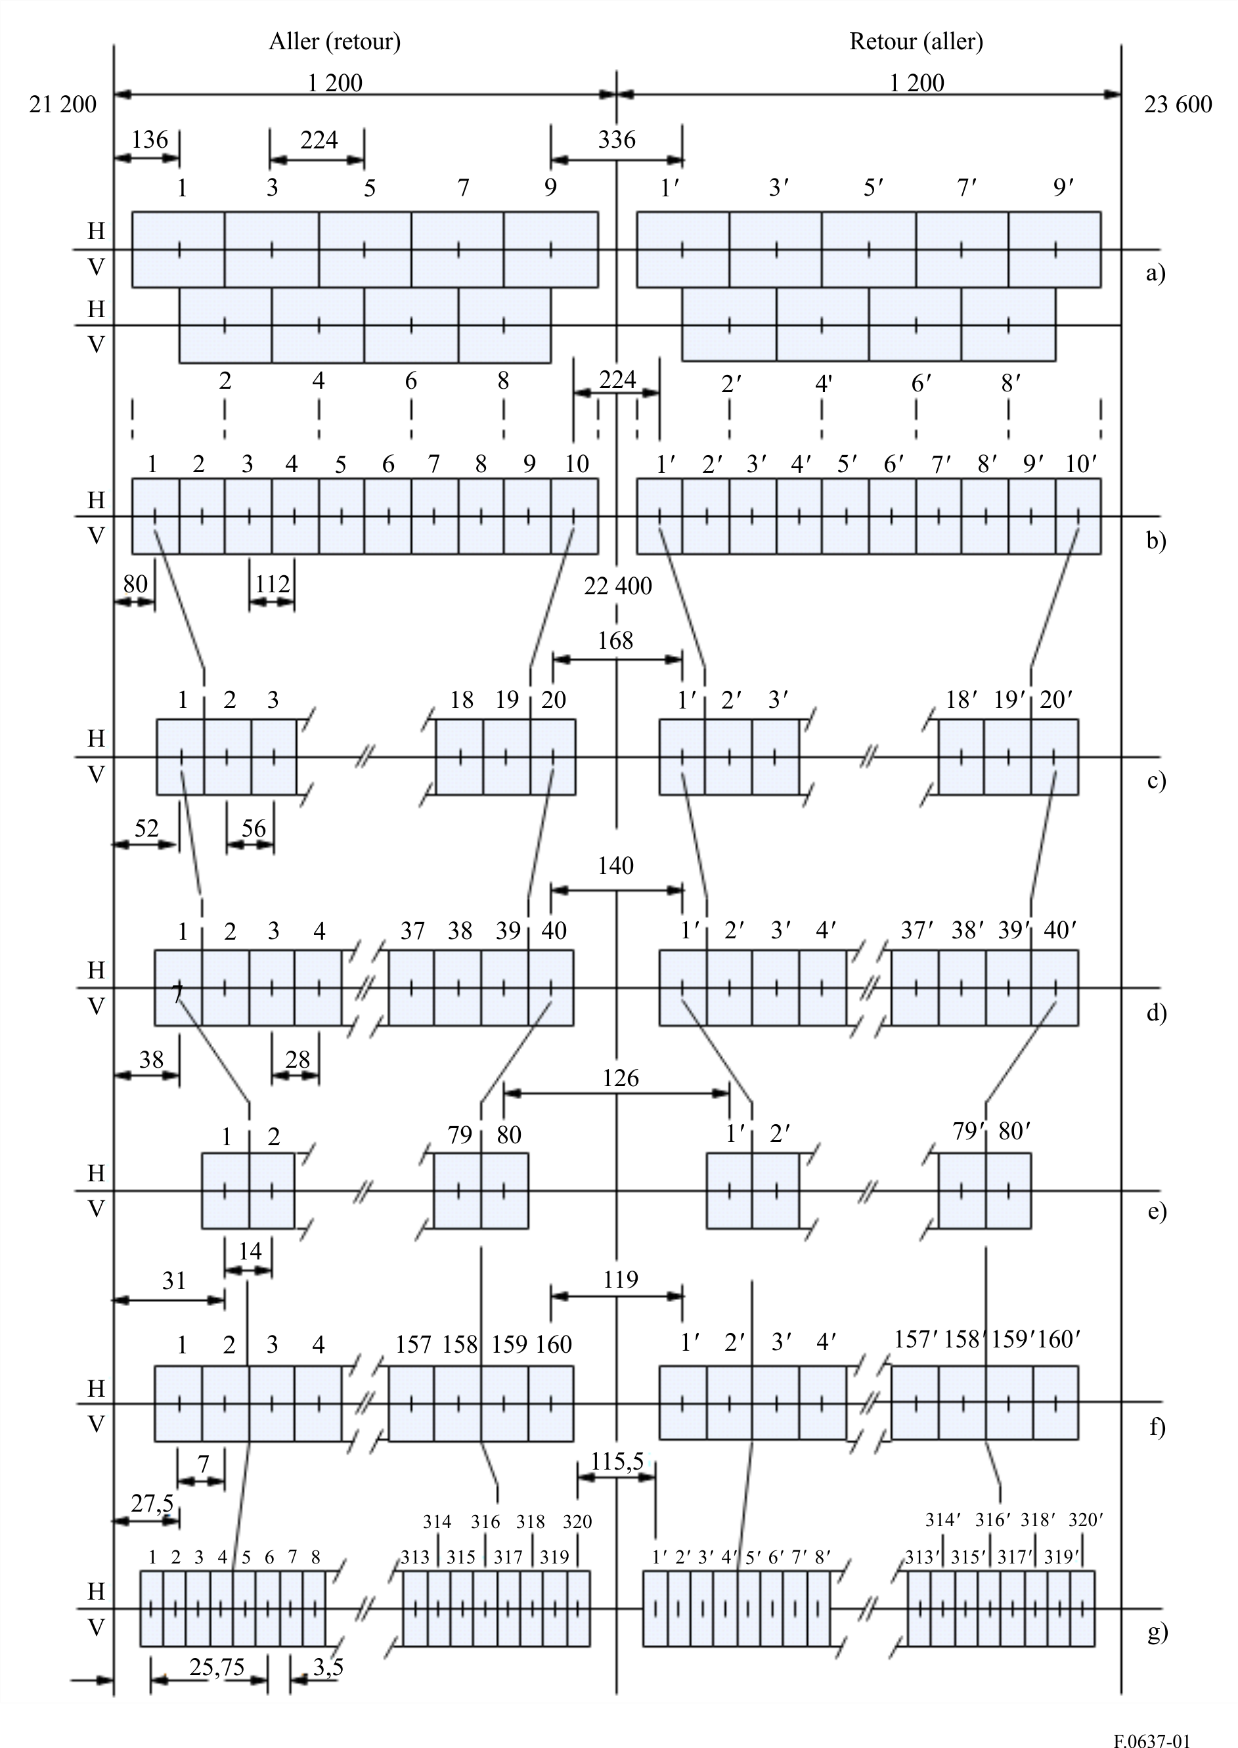 Aller (retour) Retour (aller)
1 200 1 200
21 200 23 600
136 224 336
1 3 5 7 9 1′ 3′ 5′ 7′ 9′
H
V a)
H
V
2 4 6 8 224 2′ 4' 6′ 8′
1 2 3 4 5 6 7 8 9 10 1′ 2′ 3′ 4′ 5′ 6′ 7′ 8′ 9′ 10′
H
V b)
80 112 22 400
168
1 2 3 18 19 20 1′ 2′ 3′ 18′ 19′ 20′
H
V c)
52 56
140
1 2 3 4 37 38 39 40 1′ 2′ 3′ 4′ 37′ 38′ 39′ 40′
H
7
V d)
38 28
126
1 2 79 80 1′ 2′ 79′ 80′
H
V e)
14
31 119
1 2 3 4 157 158 159 160 1′ 2′ 3′ 4′ 157′ 158′ 159′ 160′
H
V f)
7 115,5
27,5
314 316 318 320 314′ 316′ 318′ 320′
1 2 3 4 5 6 7 8 313 315 317 319 1′ 2′ 3′ 4′ 5′ 6′ 7′ 8′ 313′ 315′ 317′ 319′
H
V g)
25,75 3,5
F.0637-01